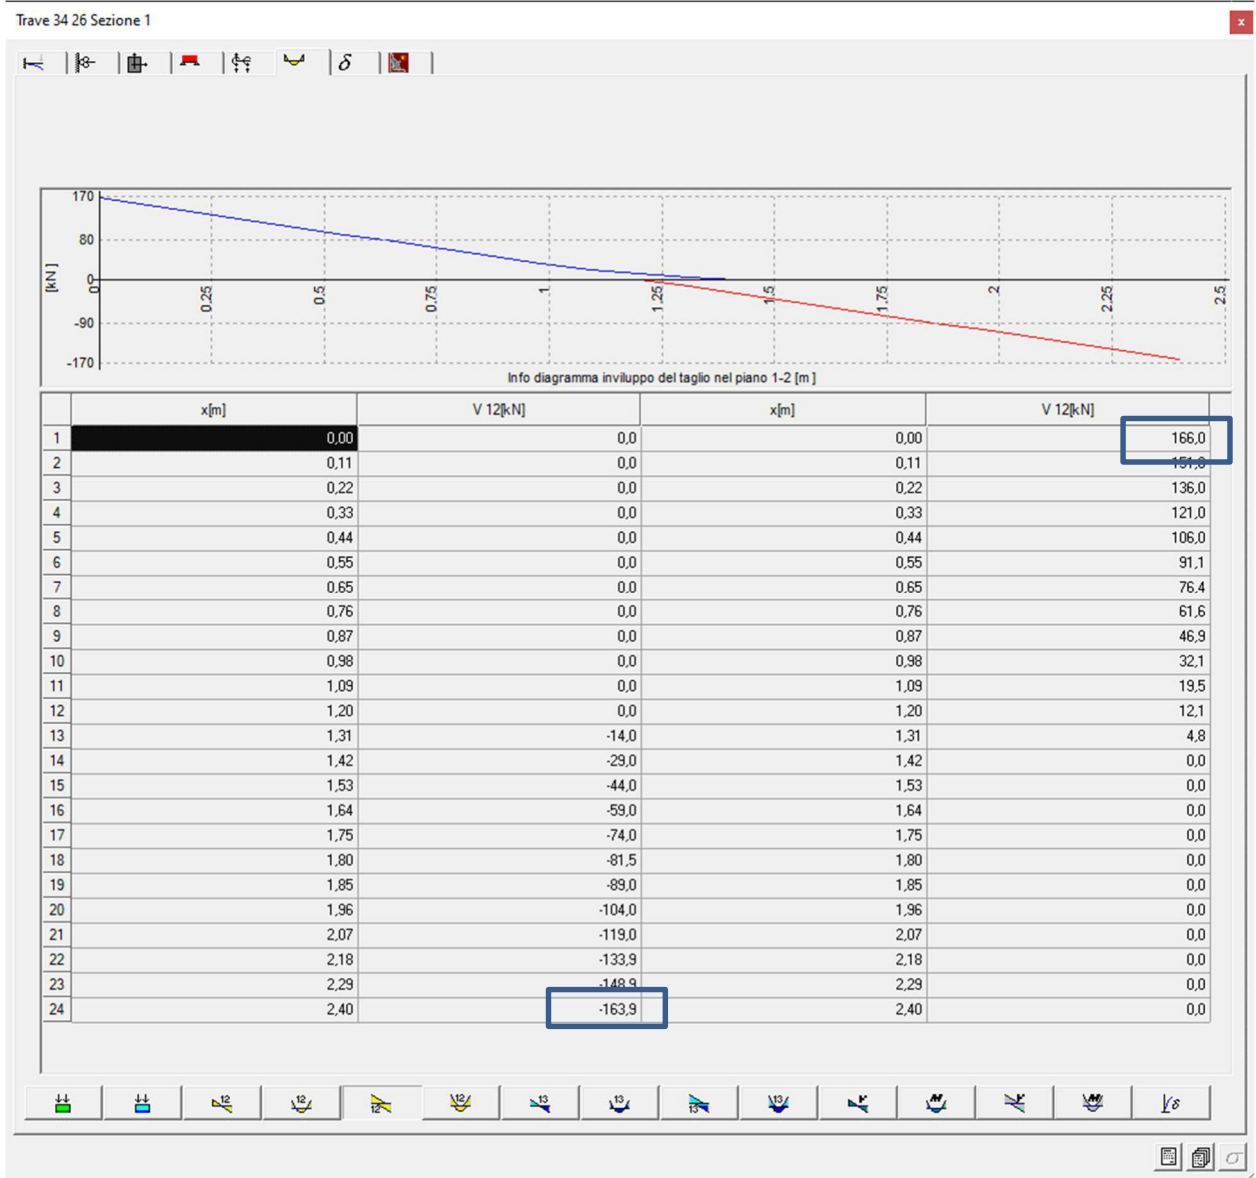 Trave 34 26 Sezione 1
x
δ
170
80
0
-90
-170
[kN ]
0 0,25 0,5 0,75 1 1,25 1,5 1,75 2 2,25 2,5
Info diagramma inviluppo del taglio nel piano 1-2 [m ]
x[m] V 12[kN] x[m] V 12[kN]
1 0,00 0,0 0,00 166,0
2 0,11 0,0 0,11 151,0
3 0,22 0,0 0,22 136,0
4 0,33 0,0 0,33 121,0
5 0,44 0,0 0,44 106,0
6 0,55 0,0 0,55 91,1
7 0,65 0,0 0,65 76,4
8 0,76 0,0 0,76 61,6
9 0,87 0,0 0,87 46,9
10 0,98 0,0 0,98 32,1
11 1,09 0,0 1,09 19,5
12 1,20 0,0 1,20 12,1
13 1,31 -14,0 1,31 4,8
14 1,42 -29,0 1,42 0,0
15 1,53 -44,0 1,53 0,0
16 1,64 -59,0 1,64 0,0
17 1,75 -74,0 1,75 0,0
18 1,80 -81,5 1,80 0,0
19 1,85 -89,0 1,85 0,0
20 1,96 -104,0 1,96 0,0
21 2,07 -119,0 2,07 0,0
22 2,18 -133,9 2,18 0,0
23 2,29 -148,9 2,29 0,0
24 2,40 -163,9 2,40 0,0
12 12 12 12 13 13 13 13 δ
σ